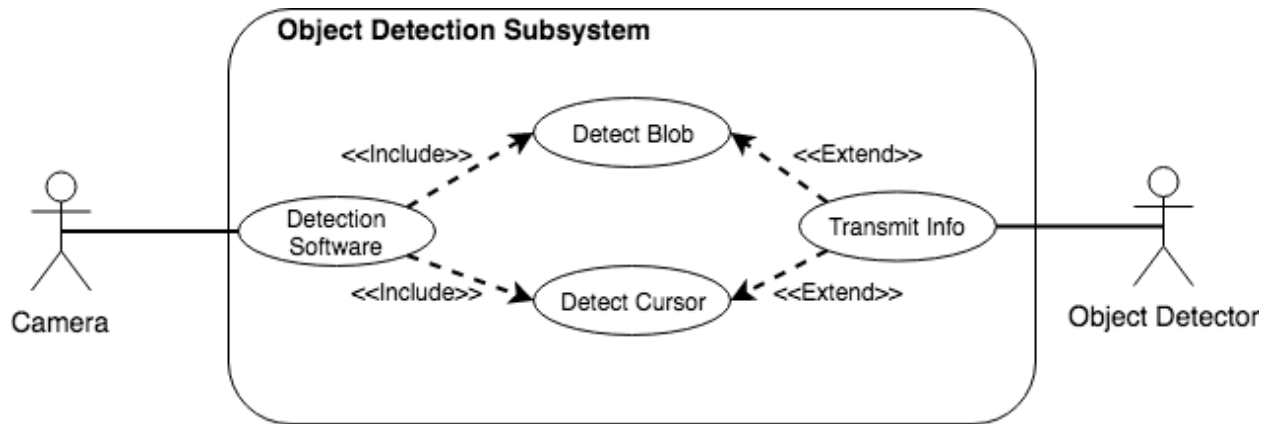 Object Detection Subsystem
Detect Blob
<<Include>>
<<Extend>>
Detection
Software
Transmit Info
<<Include>>
Detect Cursor
<<Extend>>
Camera
Object Detector